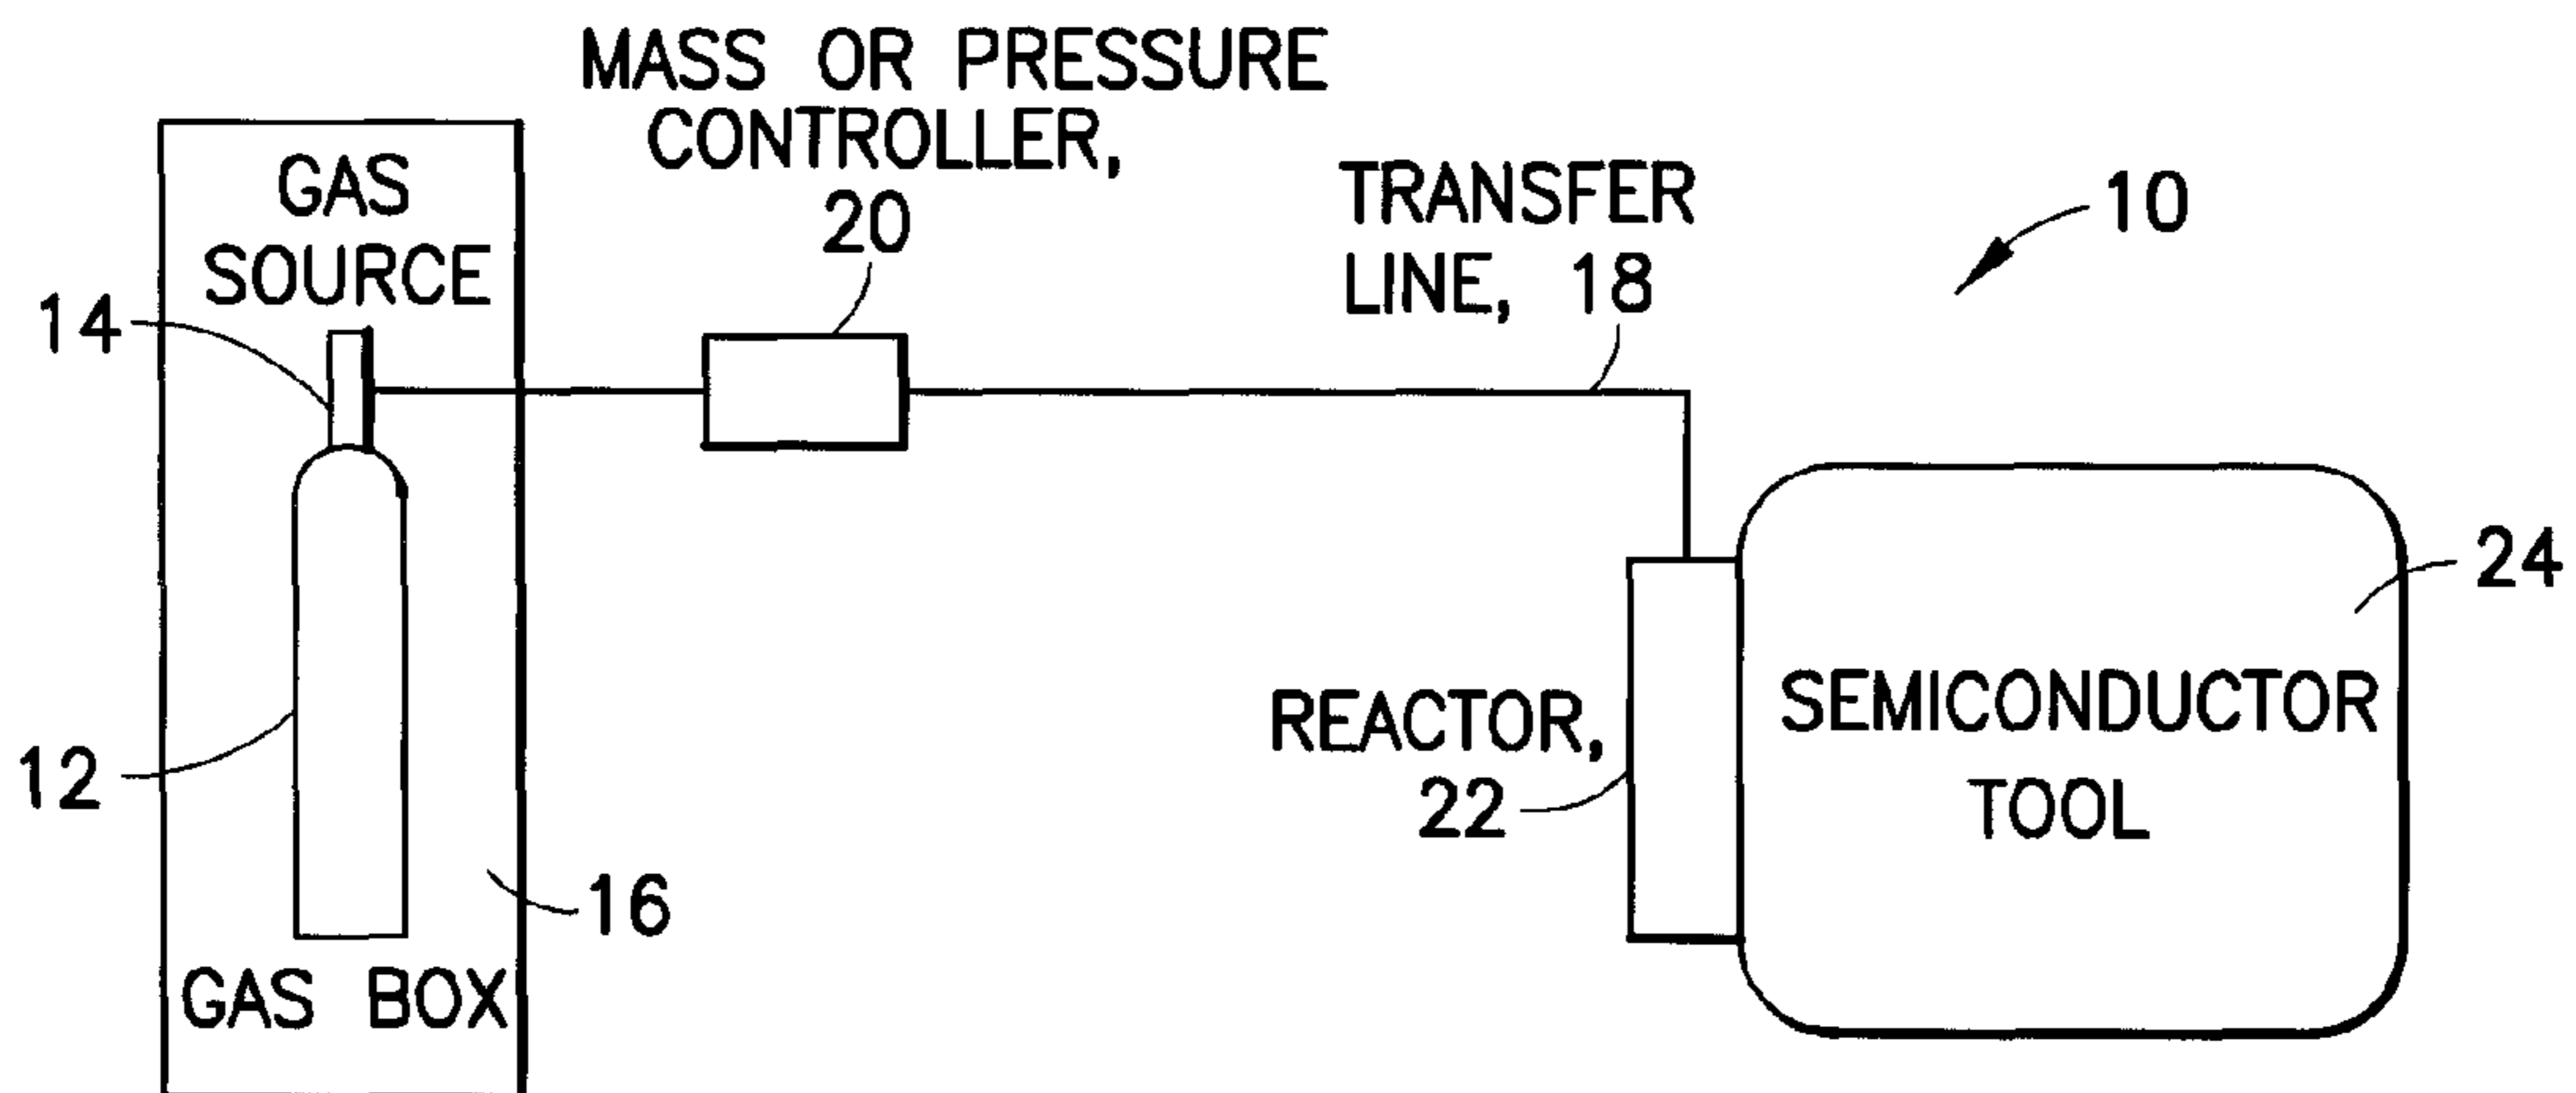 MASS OR PRESSURE
CONTROLLER,
20
GAS
SOURCE
14
TRANSFER
LINE, 18
10
24
SEMICONDUCTOR
TOOL
REACTOR,
22
12
16
GAS BOX